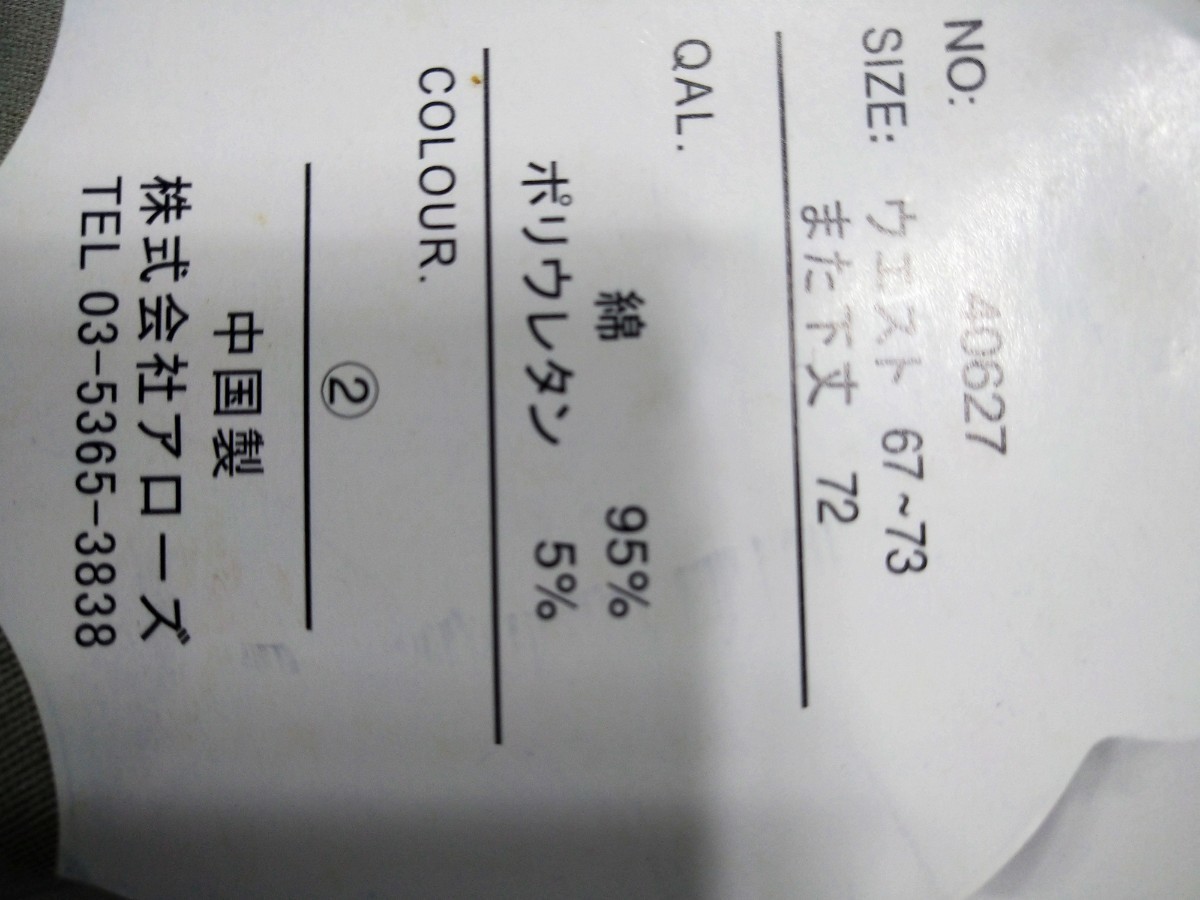 NO: 40627
SIZE: ウエスト 67~73
また下丈 72
QAL.
綿 95%
ポリウレタン 5%
COLOUR.
②
中国製
株式会社アローズ
TEL 03-5365-3838